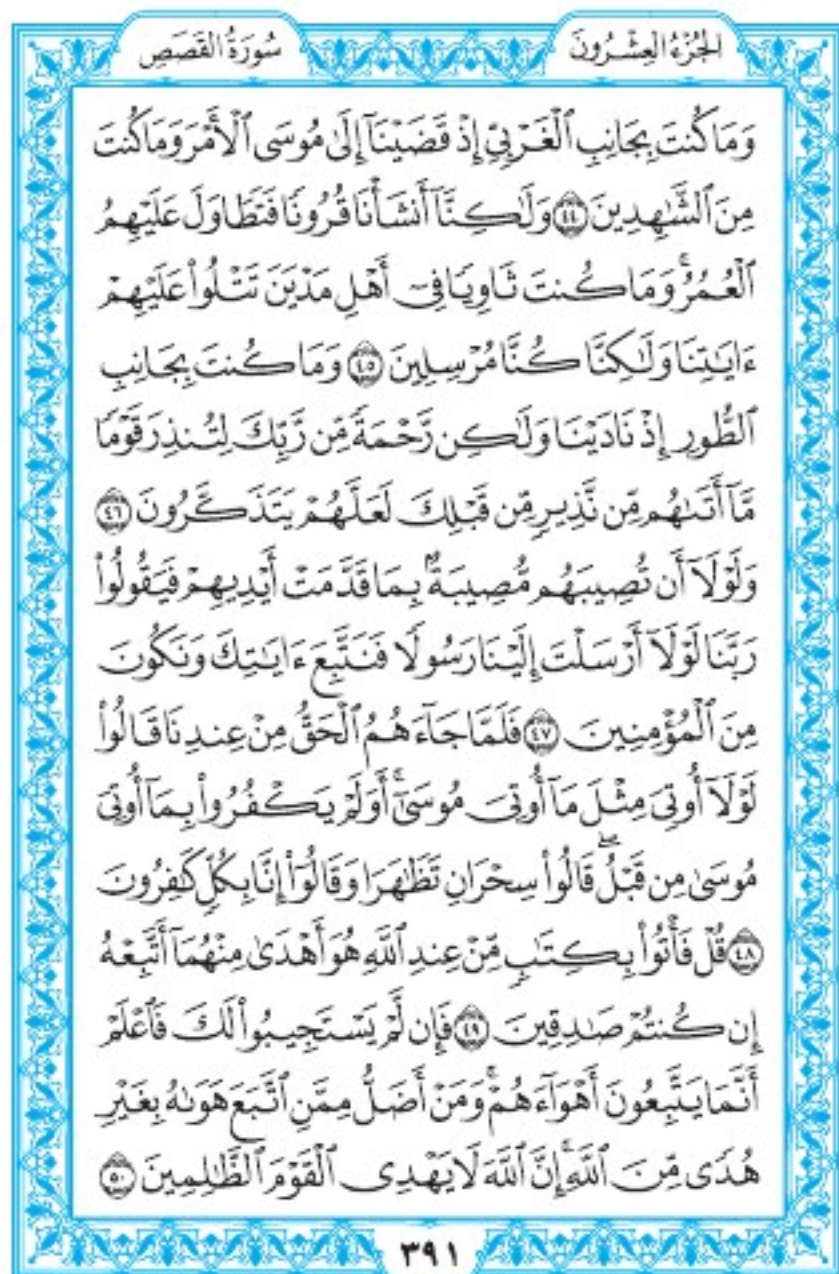 الجُزْءُ العِشْرُونَ
سُورَةُ القَصَصِ
وَمَا كُنتَ بِجَانِبِ ٱلْغَرْبِيِّ إِذْ قَضَيْنَآ إِلَىٰ مُوسَى ٱلْأَمْرَ وَمَا كُنتَ
مِنَ ٱلشَّٰهِدِينَ ٤٤ وَلَٰكِنَّآ أَنشَأْنَا قُرُونًا فَتَطَاوَلَ عَلَيْهِمُ
ٱلْعُمُرُ ۚ وَمَا كُنتَ ثَاوِيًا فِىٓ أَهْلِ مَدْيَنَ تَتْلُوا۟ عَلَيْهِمْ
ءَايَٰتِنَا وَلَٰكِنَّا كُنَّا مُرْسِلِينَ ٤٥ وَمَا كُنتَ بِجَانِبِ
ٱلطُّورِ إِذْ نَادَيْنَا وَلَٰكِن رَّحْمَةً مِّن رَّبِّكَ لِتُنذِرَ قَوْمًا
مَّآ أَتَىٰهُم مِّن نَّذِيرٍ مِّن قَبْلِكَ لَعَلَّهُمْ يَتَذَكَّرُونَ ٤٦
وَلَوْلَآ أَن تُصِيبَهُم مُّصِيبَةٌۢ بِمَا قَدَّمَتْ أَيْدِيهِمْ فَيَقُولُوا۟
رَبَّنَا لَوْلَآ أَرْسَلْتَ إِلَيْنَا رَسُولًا فَنَتَّبِعَ ءَايَٰتِكَ وَنَكُونَ
مِنَ ٱلْمُؤْمِنِينَ ٤٧ فَلَمَّا جَآءَهُمُ ٱلْحَقُّ مِنْ عِندِنَا قَالُوا۟
لَوْلَآ أُوتِىَ مِثْلَ مَآ أُوتِىَ مُوسَىٰٓ ۚ أَوَلَمْ يَكْفُرُوا۟ بِمَآ أُوتِىَ
مُوسَىٰ مِن قَبْلُ ۖ قَالُوا۟ سِحْرَانِ تَظَٰهَرَا وَقَالُوٓا۟ إِنَّا بِكُلٍّ كَٰفِرُونَ
٤٨ قُلْ فَأْتُوا۟ بِكِتَٰبٍ مِّنْ عِندِ ٱللَّهِ هُوَ أَهْدَىٰ مِنْهُمَآ أَتَّبِعْهُ
إِن كُنتُمْ صَٰدِقِينَ ٤٩ فَإِن لَّمْ يَسْتَجِيبُوا۟ لَكَ فَٱعْلَمْ
أَنَّمَا يَتَّبِعُونَ أَهْوَآءَهُمْ ۚ وَمَنْ أَضَلُّ مِمَّنِ ٱتَّبَعَ هَوَىٰهُ بِغَيْرِ
هُدًى مِّنَ ٱللَّهِ ۚ إِنَّ ٱللَّهَ لَا يَهْدِى ٱلْقَوْمَ ٱلظَّٰلِمِينَ ٥٠
٣٩١